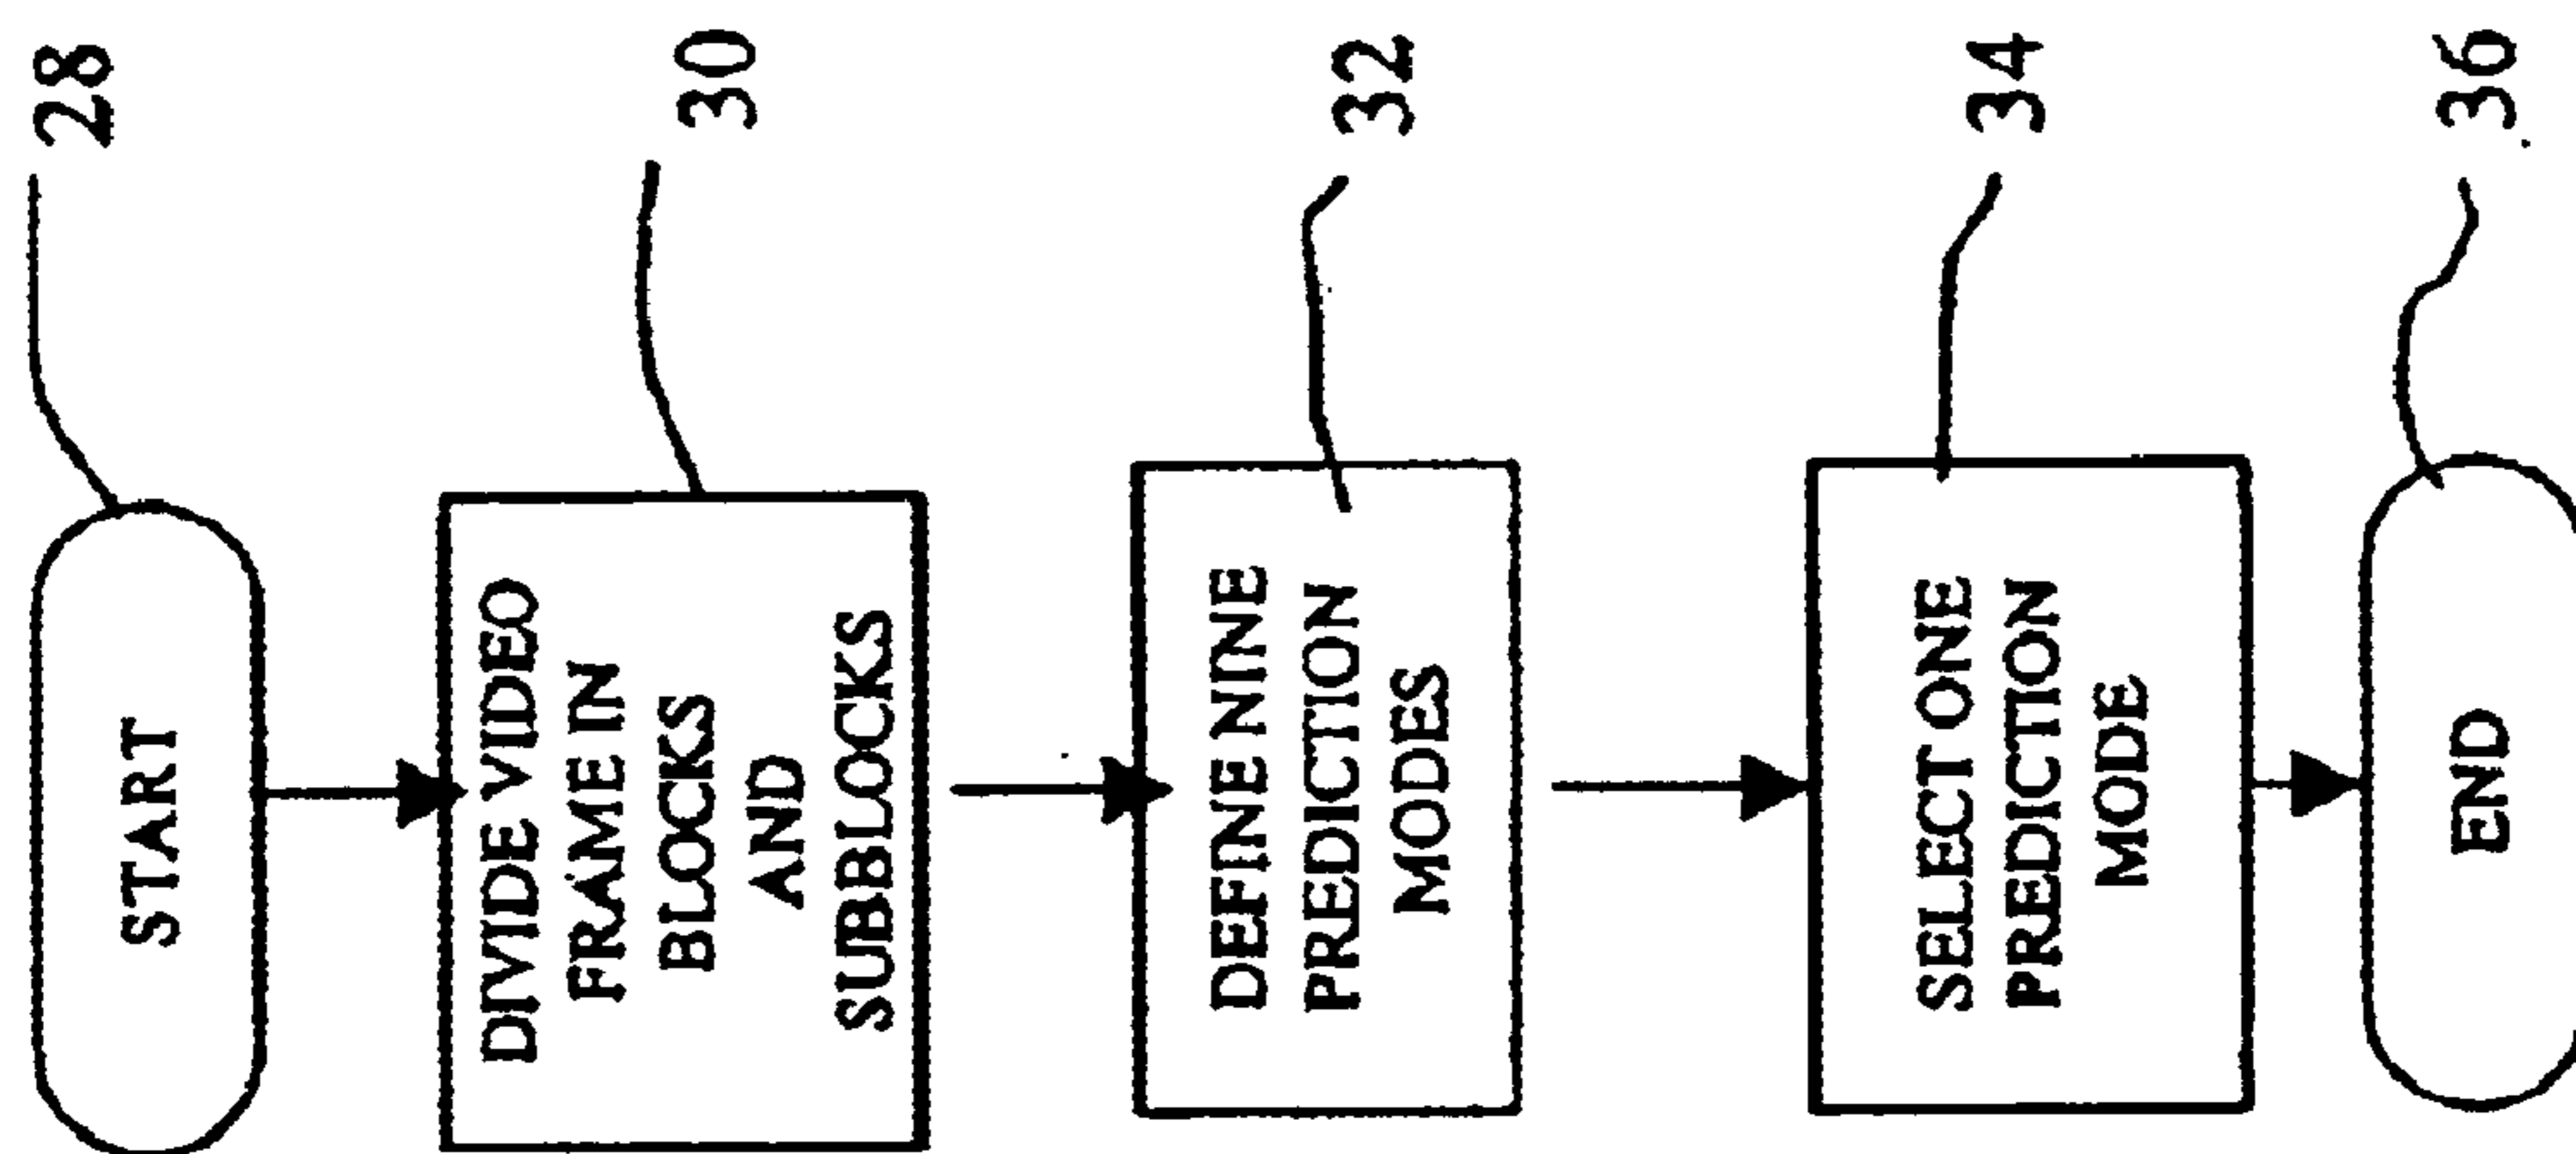 START
28
DIVIDE VIDEO
FRAME IN
BLOCKS
AND
SUBBLOCKS
30
DEFINE NINE
PREDICTION
MODES
32
SELECT ONE
PREDICTION
MODE
34
END
36